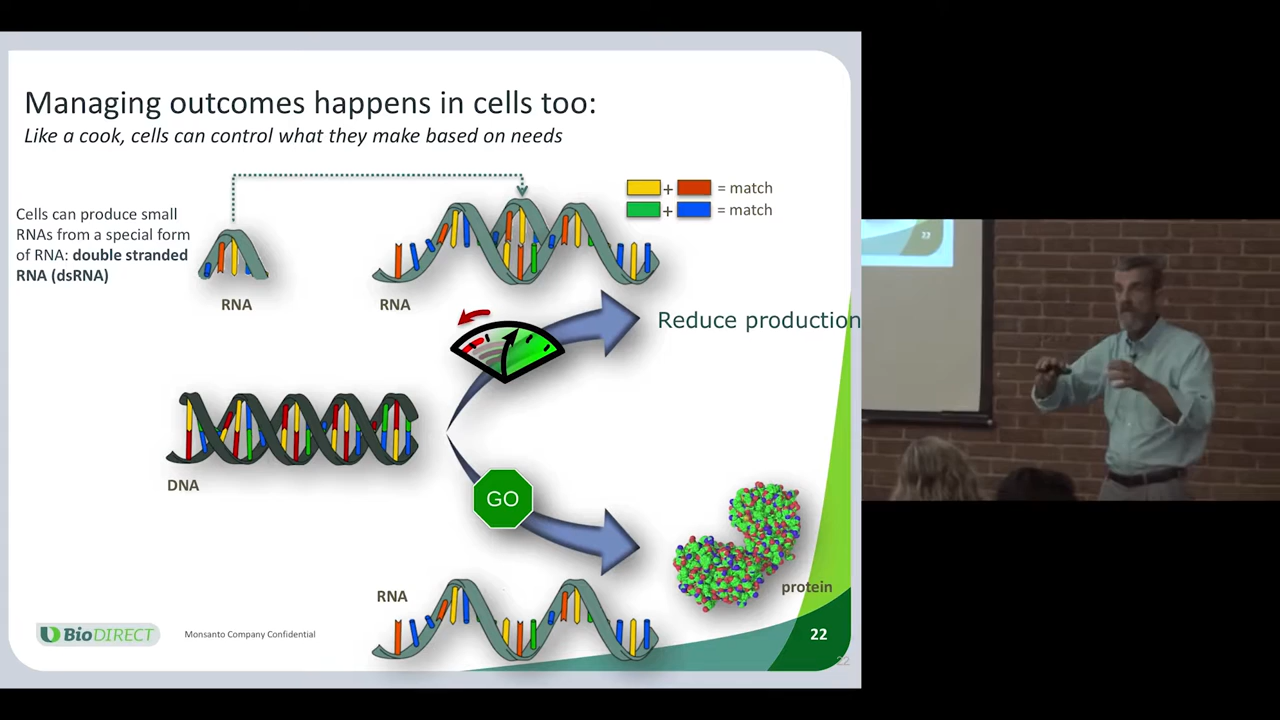 Managing outcomes happens in cells too:
Like a cook, cells can control what they make based on needs
Cells can produce small
RNAs from a special form
of RNA: double stranded
RNA (dsRNA)
+ = match
+ = match
RNA
RNA
Reduce production
DNA
GO
RNA
protein
BioDIRECT
Monsanto Company Confidential
22
22
22